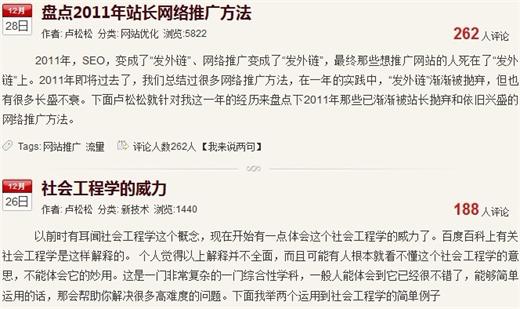 12月
28日
盘点2011年站长网络推广方法
作者: 卢松松 分类: 网站优化 浏览:5822
262 人评论
2011年，SEO，变成了“发外链”、网络推广变成了“发外链”，最终那些想推广网站的人死在了“发外
链”上。2011年即将过去了，我们总结过很多网络推广方法，在一年的实践中，“发外链”渐渐被抛弃，但也
有很多长盛不衰。下面卢松松就针对我这一年的经历来盘点下2011年那些已渐渐被站长抛弃和依旧兴盛的
网络推广方法。
Tags: 网站推广 流量 评论人数262人 【我来说两句】
12月
26日
社会工程学的威力
作者: 卢松松 分类: 新技术 浏览:1440
188 人评论
以前时有耳闻社会工程学这个概念，现在开始有一点体会这个社会工程学的威力了。百度百科上有关
社会工程学是这样解释的。 个人觉得以上解释并不全面，而且可能有人根本就看不懂这个社会工程学的意
思，不能体会它的妙用。这是一门非常复杂的一门综合性学科，一般人能体会到它已经很不错了，能够简单
运用的话，那会帮助你解决很多高难度的问题。下面我举两个运用到社会工程学的简单例子